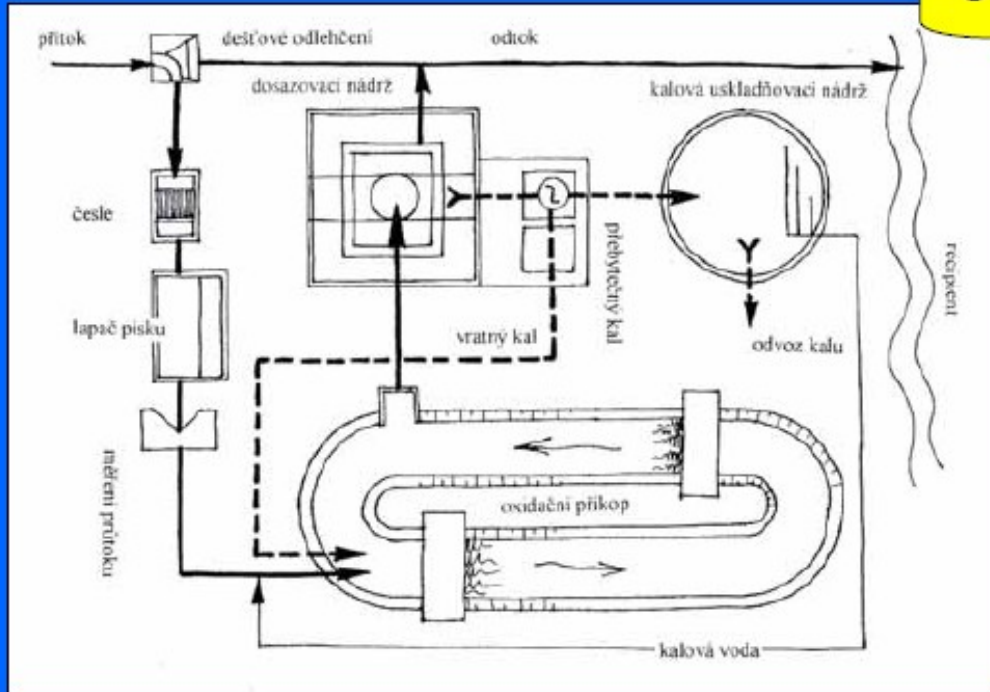 přítok
dešťové odlehčení
odtok
dosazovací nádrž
kalová uskladňovací nádrž
česle
lapač písku
měření průtoku
vratný kal
přebytečný kal
odvoz kalu
recipient
oxidační příkop
kalová voda